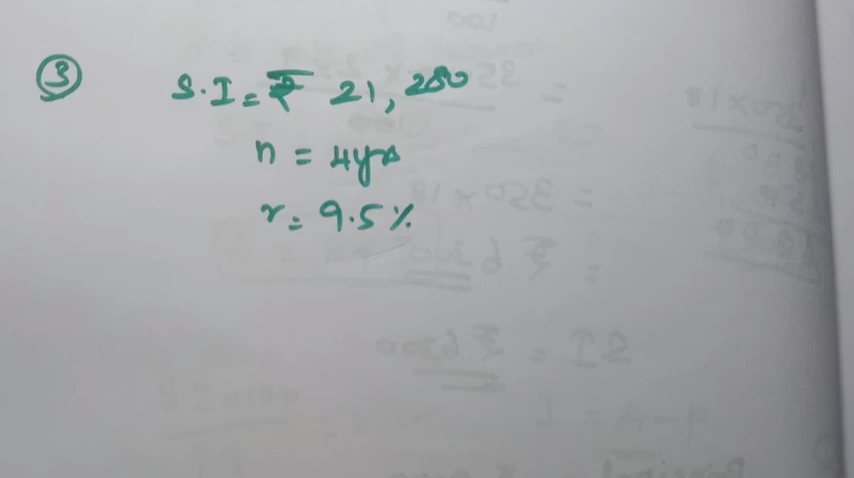 ③ S.I = ₹ 21,280
n = 4yrs
r = 9.5%